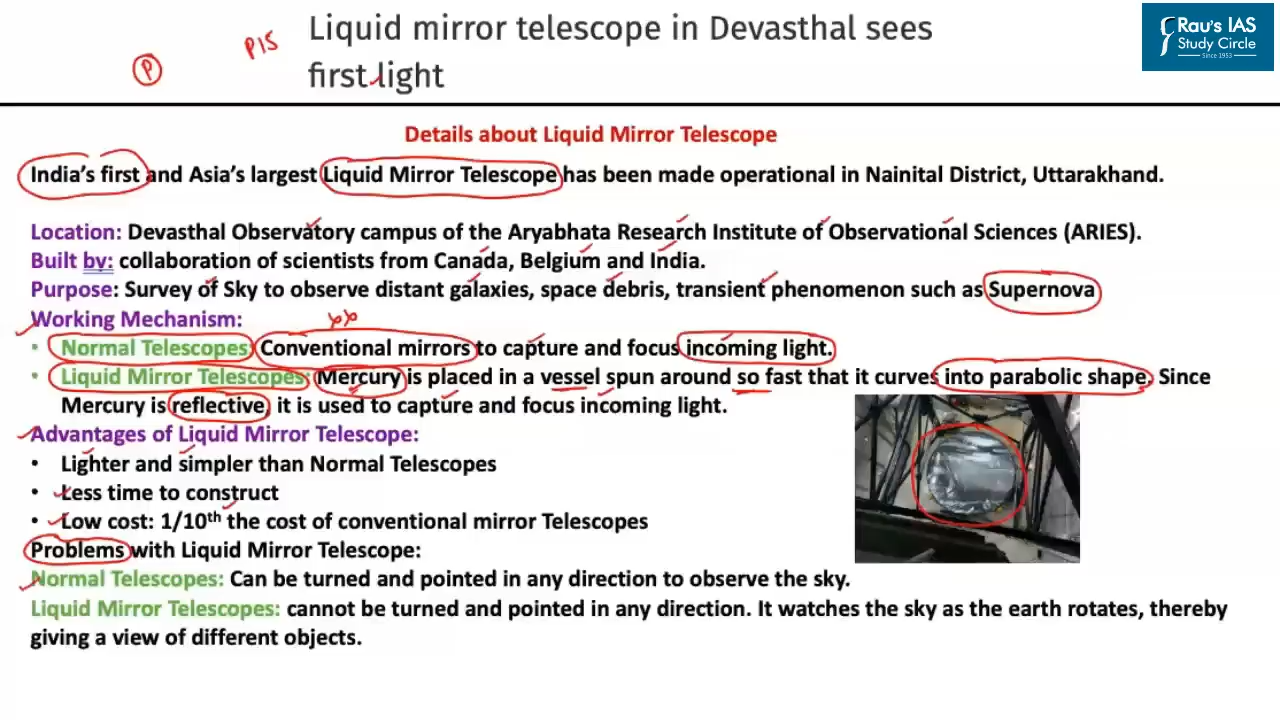 Liquid mirror telescope in Devasthal sees
first light
P
P15
Rau's IAS
Study Circle
Since 1953
Details about Liquid Mirror Telescope
India's first and Asia's largest Liquid Mirror Telescope has been made operational in Nainital District, Uttarakhand.
Location: Devasthal Observatory campus of the Aryabhata Research Institute of Observational Sciences (ARIES).
Built by: collaboration of scientists from Canada, Belgium and India.
Purpose: Survey of Sky to observe distant galaxies, space debris, transient phenomenon such as Supernova
Working Mechanism:
• Normal Telescopes: Conventional mirrors to capture and focus incoming light.
• Liquid Mirror Telescopes: Mercury is placed in a vessel spun around so fast that it curves into parabolic shape. Since
Mercury is reflective, it is used to capture and focus incoming light.
Advantages of Liquid Mirror Telescope:
• Lighter and simpler than Normal Telescopes
• Less time to construct
• Low cost: 1/10th the cost of conventional mirror Telescopes
Problems with Liquid Mirror Telescope:
Normal Telescopes: Can be turned and pointed in any direction to observe the sky.
Liquid Mirror Telescopes: cannot be turned and pointed in any direction. It watches the sky as the earth rotates, thereby
giving a view of different objects.